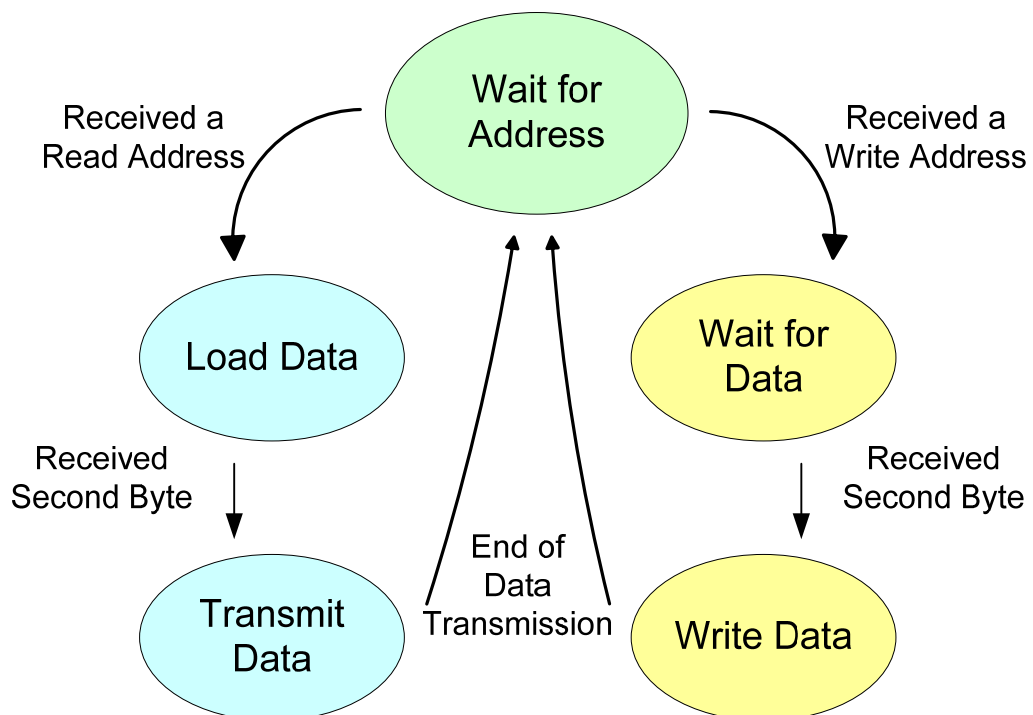 Wait for
Address
Received a
Read Address
Received a
Write Address
Load Data
Wait for
Data
Received
Second Byte
Received
Second Byte
End of
Data
Transmission
Transmit
Data
Write Data